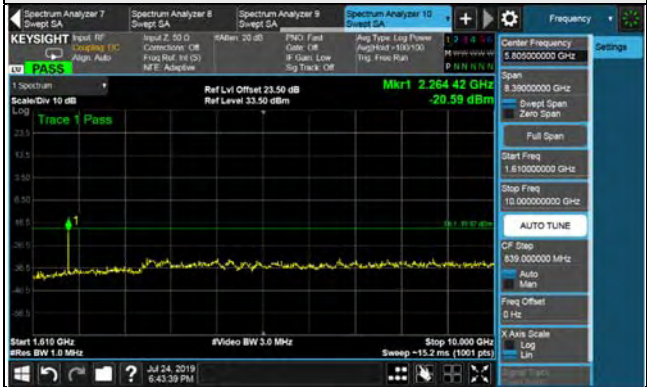 Spectrum Analyzer 7
Swept SA
Spectrum Analyzer 8
Swept SA
Spectrum Analyzer 9
Swept SA
Spectrum Analyzer 10
Swept SA
Frequency
KEYSIGHT
Input: RF
Coupling: DC
Align: Auto
Input Z: 50 Ω
Corrections: Off
Freq Ref: Int (S)
NFE: Adaptive
#Atten: 20 dB
PNO: Fast
Gate: Off
IF Gain: Low
Sig Track: Off
Avg Type: Log Power
Avg|Hold >100/100
Trig: Free Run
PASS
1 Spectrum
Scale/Div 10 dB
Ref Lvl Offset 23.50 dB
Ref Level 33.50 dBm
Mkr1 2.264 42 GHz
-20.59 dBm
Log
Trace 1 Pass
23.5
13.5
3.50
-6.50
-16.5
-26.5
-36.5
-46.5
-56.5
1
Start 1.610 GHz
#Res BW 1.0 MHz
#Video BW 3.0 MHz
Stop 10.000 GHz
Sweep ~15.2 ms (1001 pts)
Center Frequency
5.805000000 GHz
Settings
Span
8.39000000 GHz
Swept Span
Zero Span
Full Span
Start Freq
1.610000000 GHz
Stop Freq
10.000000000 GHz
AUTO TUNE
CF Step
839.000000 MHz
Auto
Man
Freq Offset
0 Hz
X Axis Scale
Log
Lin
Jul 24, 2019
6:43:39 PM